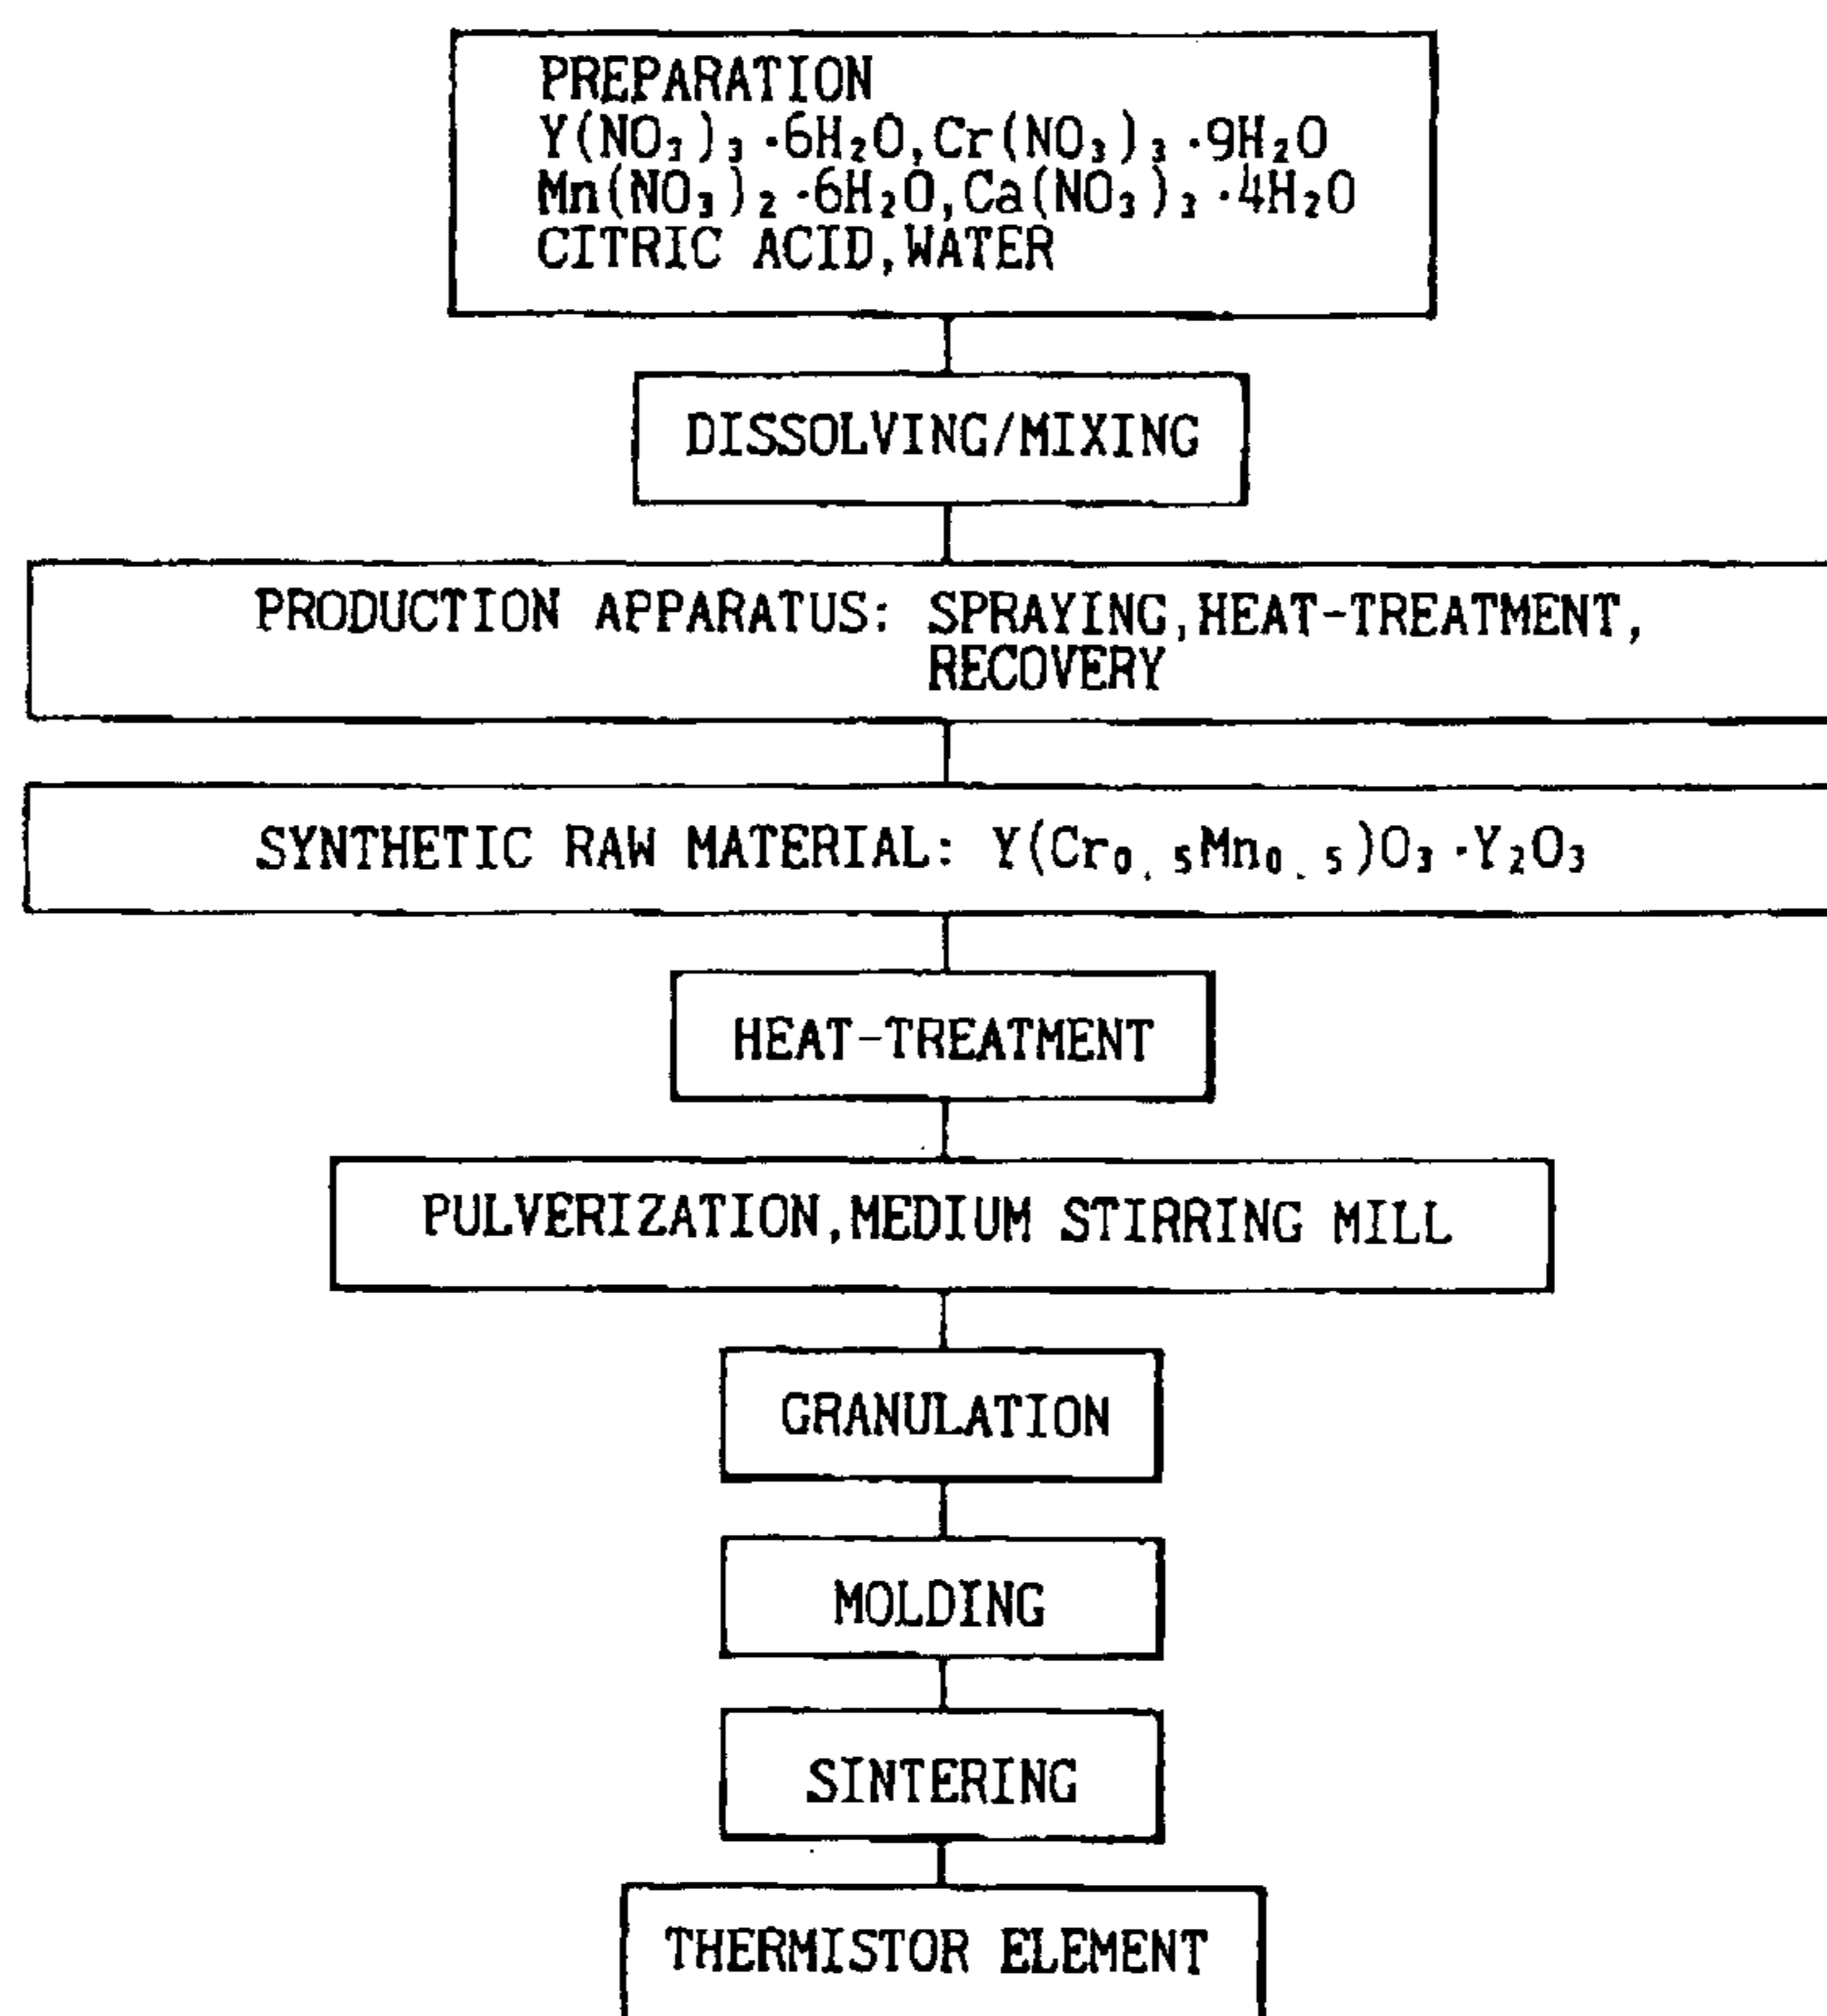 PREPARATION
Y(NO₃)₃·6H₂O,Cr(NO₃)₃·9H₂O
Mn(NO₃)₂·6H₂O,Ca(NO₃)₃·4H₂O
CITRIC ACID,WATER
DISSOLVING/MIXING
PRODUCTION APPARATUS: SPRAYING,HEAT-TREATMENT,
RECOVERY
SYNTHETIC RAW MATERIAL: Y(Cr₀.₅Mn₀.₅)O₃·Y₂O₃
HEAT-TREATMENT
PULVERIZATION,MEDIUM STIRRING MILL
GRANULATION
MOLDING
SINTERING
THERMISTOR ELEMENT